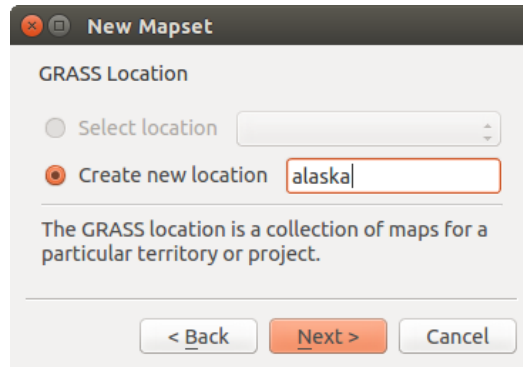 New Mapset
GRASS Location
Select location
Create new location alaska
The GRASS location is a collection of maps for a
particular territory or project.
< Back Next > Cancel